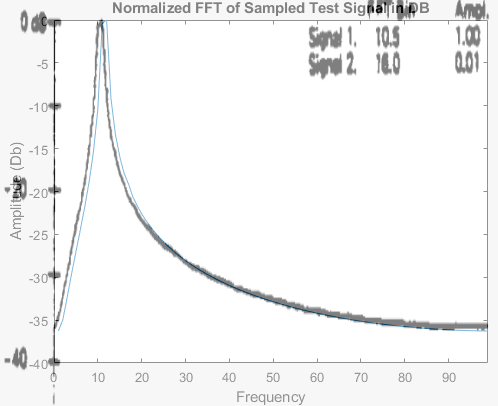 Normalized FFT of Sampled Test Signal in DB
Ampl.
0 dB
0
Signal 1. 10.5 1.00
Signal 2. 16.0 0.01
-5
-10
-15
-20
-25
-30
-35
-40
-40
Amplitude (Db)
0 10 20 30 40 50 60 70 80 90
Frequency